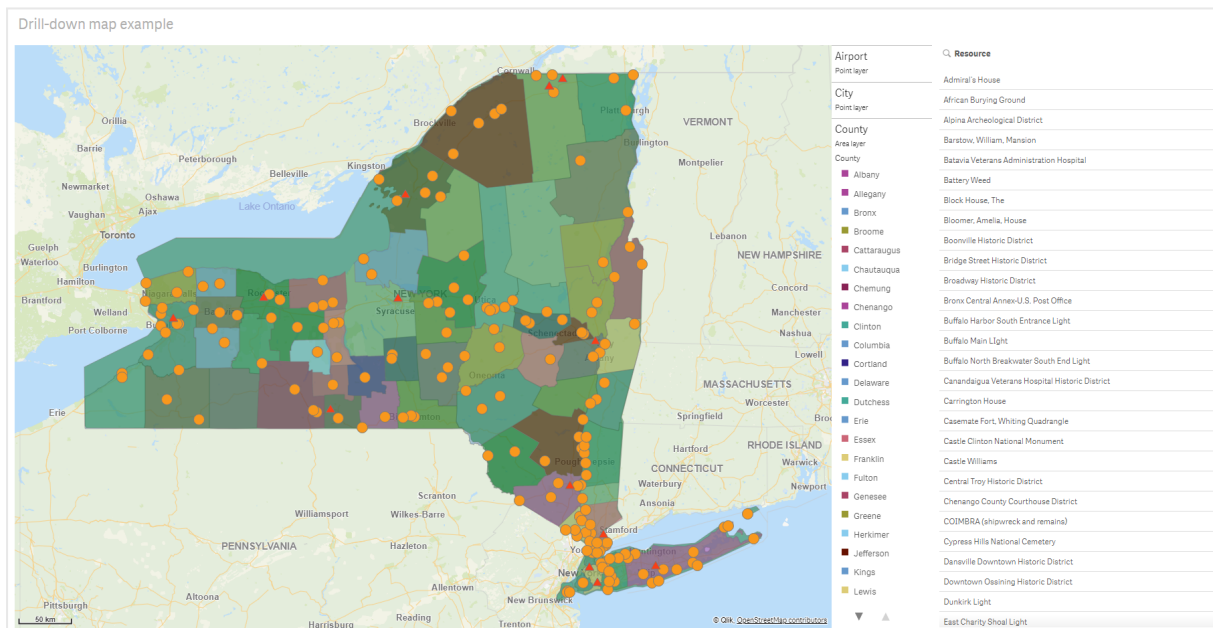 Drill-down map example
Cornwall
Orillia
Brockville
Burlington
VERMONT
Barrie
Peterborough
Kingston
Montpelier
Belleville
Newmarket
Oshawa
Lake Ontario
Vaughan
Ajax
Toronto
Lebanon
Guelph
Waterloo
NEW HAMPSHIRE
Burlington
Hamilton
Concord
Brantford
NEW YORK
Utica
Welland
Syracuse
Manchester
Port Colborne
Nashua
Lowell
Oneonta
MASSACHUSETTS
Worcester
Erie
Springfield
RHODE ISLAND
Hartford
Warwick
Poughkeepsie
CONNECTICUT
Waterbury
Newport
Scranton
Ansonia
Williamsport
Wilkes-Barre
Stamford
PENNSYLVANIA
Hazleton
Allentown
Altoona
New Brunswick
Pittsburgh
Reading
Harrisburg
Trenton
50 km
© Qlik, OpenStreetMap contributors
Airport
Point layer
City
Point layer
County
Area layer
County
Albany
Allegany
Bronx
Broome
Cattaraugus
Chautauqua
Chemung
Chenango
Clinton
Columbia
Cortland
Delaware
Dutchess
Erie
Essex
Franklin
Fulton
Genesee
Greene
Herkimer
Jefferson
Kings
Lewis
Resource
Admiral's House
African Burying Ground
Alpina Archeological District
Barstow, William, Mansion
Batavia Veterans Administration Hospital
Battery Weed
Block House, The
Bloomer, Amelia, House
Boonville Historic District
Bridge Street Historic District
Broadway Historic District
Bronx Central Annex-U.S. Post Office
Buffalo Harbor South Entrance Light
Buffalo Main LIght
Buffalo North Breakwater South End Light
Canandaigua Veterans Hospital Historic District
Carrington House
Casemate Fort, Whiting Quadrangle
Castle Clinton National Monument
Castle Williams
Central Troy Historic District
Chenango County Courthouse District
COIMBRA (shipwreck and remains)
Cypress Hills National Cemetery
Dansville Downtown Historic District
Downtown Ossining Historic District
Dunkirk Light
East Charity Shoal Light